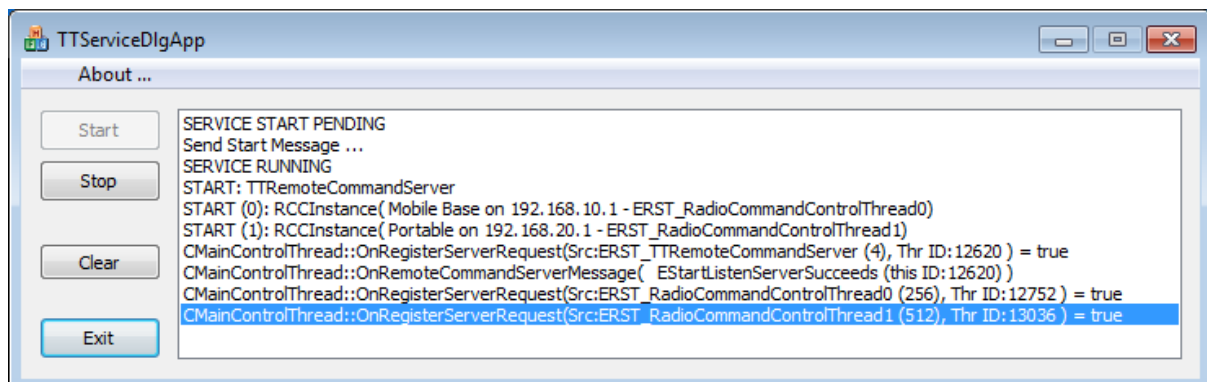 TTServiceDlgApp
About ...
Start
Stop
Clear
Exit
SERVICE START PENDING
Send Start Message ...
SERVICE RUNNING
START: TTRemoteCommandServer
START (0): RCCInstance( Mobile Base on 192.168.10.1 - ERST_RadioCommandControlThread0)
START (1): RCCInstance( Portable on 192.168.20.1 - ERST_RadioCommandControlThread1)
CMainControlThread::OnRegisterServerRequest(Src:ERST_TTRemoteCommandServer (4), Thr ID:12620 ) = true
CMainControlThread::OnRemoteCommandServerMessage(   EStartListenServerSucceeds (this ID:12620) )
CMainControlThread::OnRegisterServerRequest(Src:ERST_RadioCommandControlThread0 (256), Thr ID:12752 ) = true
CMainControlThread::OnRegisterServerRequest(Src:ERST_RadioCommandControlThread1 (512), Thr ID:13036 ) = true